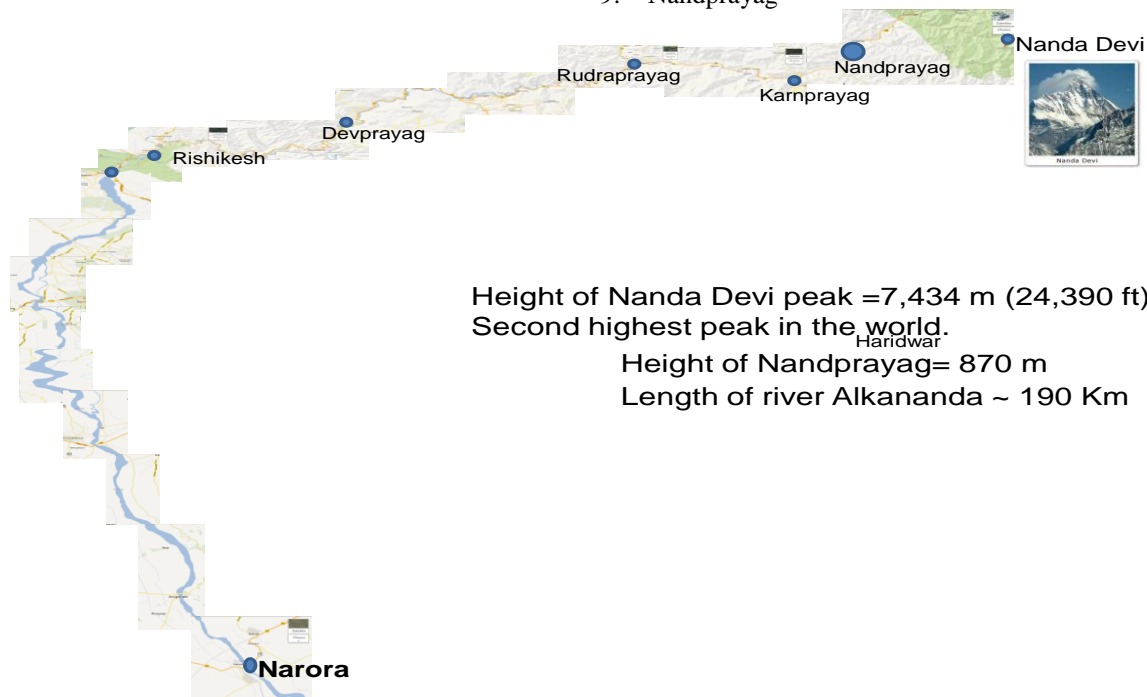 9. Nandprayag
Nanda Devi
Nandprayag
Rudraprayag
Karnprayag
Devprayag
Rishikesh
Nanda Devi
Height of Nanda Devi peak =7,434 m (24,390 ft)
Second highest peak in the world.
Haridwar
Height of Nandprayag= 870 m
Length of river Alkananda ~ 190 Km
Narora